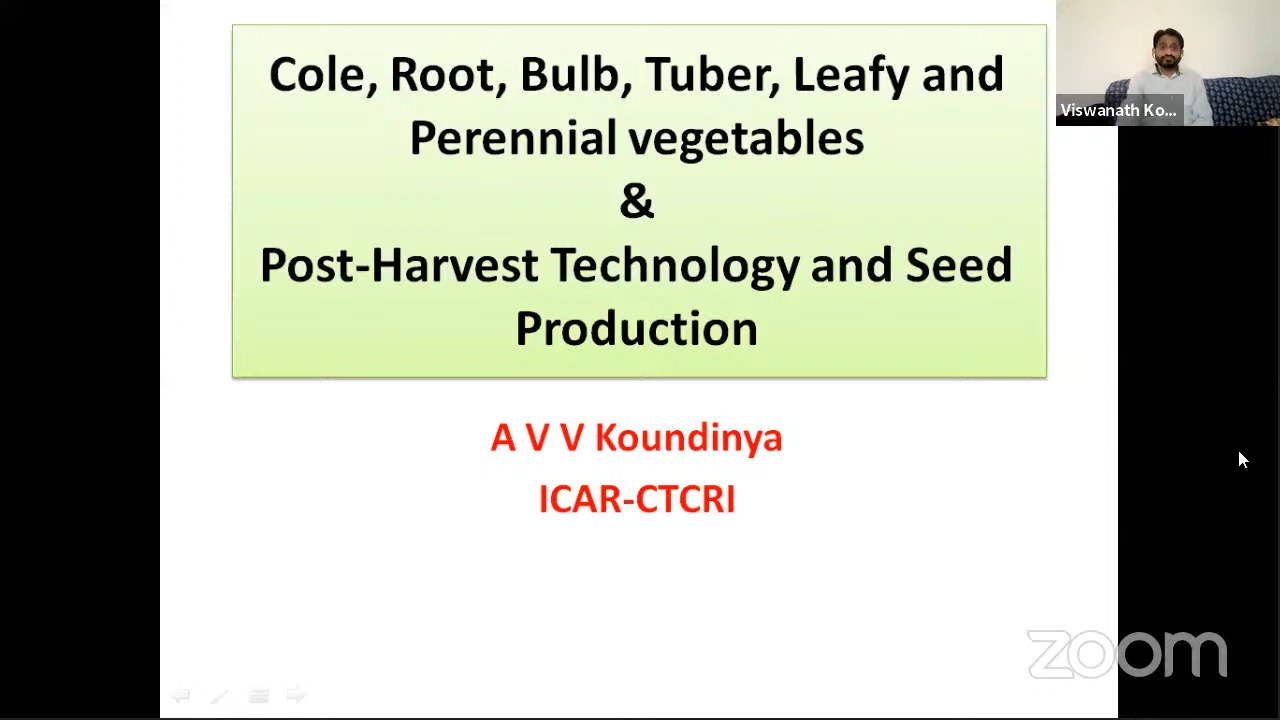 Cole, Root, Bulb, Tuber, Leafy and
Perennial vegetables
&
Post-Harvest Technology and Seed
Production
A V V Koundinya
ICAR-CTCRI
Viswanath Ko...
zoom